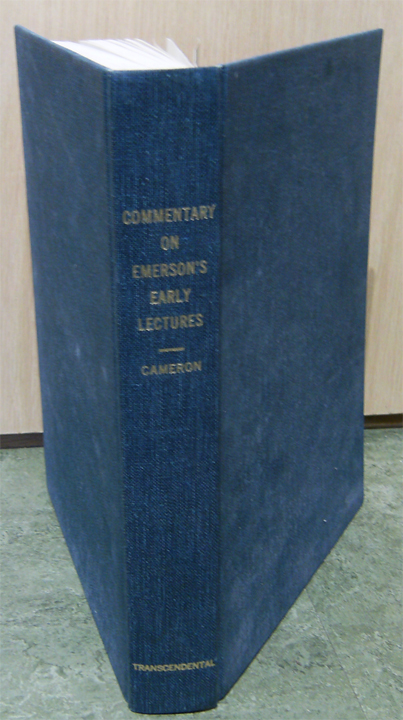 COMMENTARY
ON
EMERSON'S
EARLY
LECTURES
CAMERON
TRANSCENDENTAL